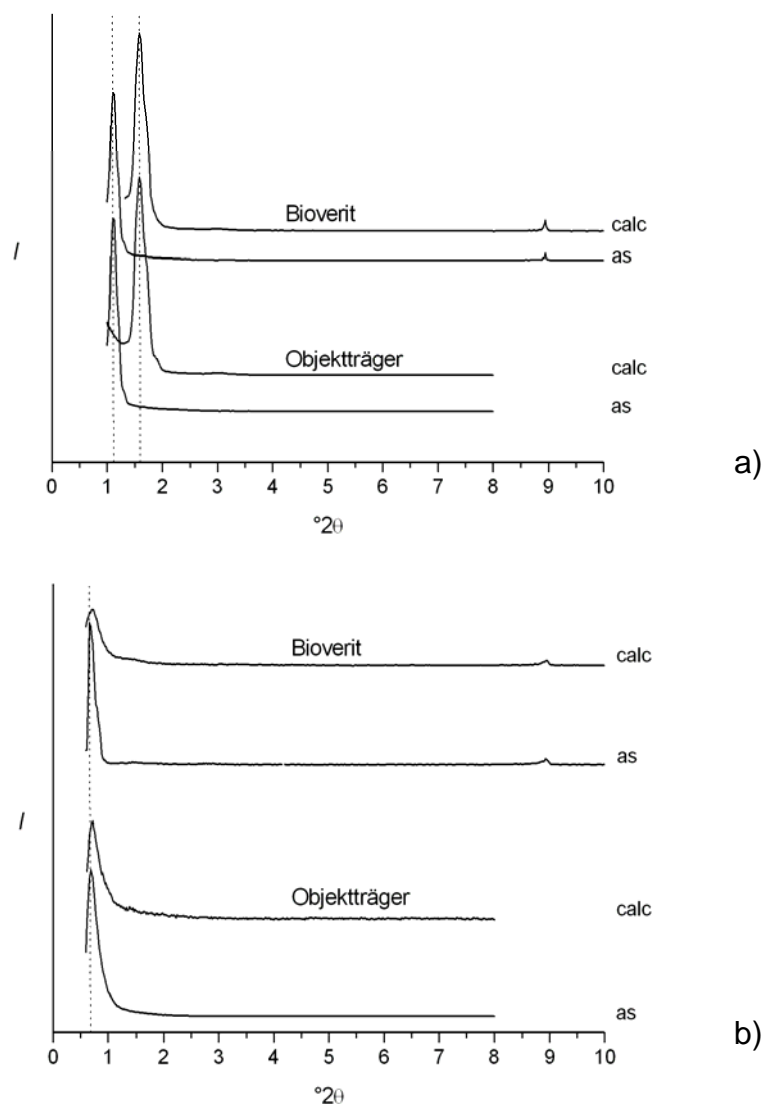 Bioverit
calc
as
I
Objektträger
calc
as
0 1 2 3 4 5 6 7 8 9 10
°2θ
a)
Bioverit
calc
as
I
Objektträger
calc
as
0 1 2 3 4 5 6 7 8 9 10
°2θ
b)